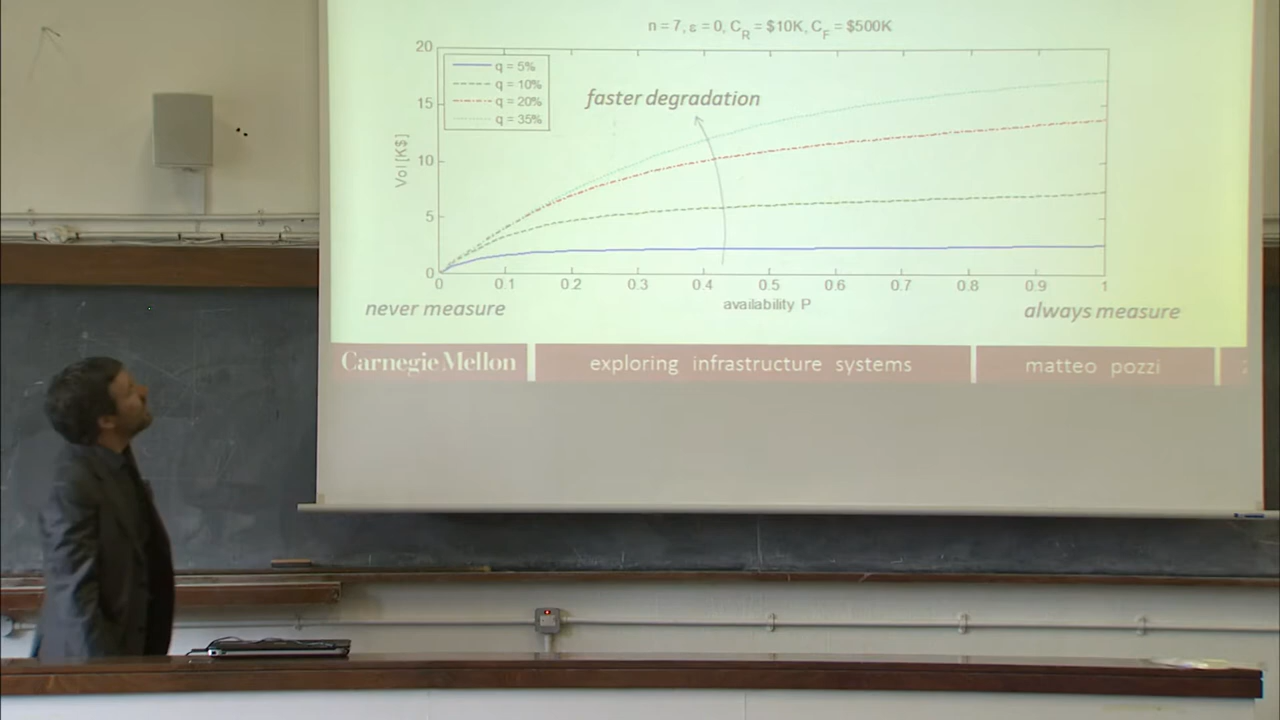 n = 7, ε = 0, C_R = $10K, C_F = $500K
20
15
10
5
0
VoI [K$]
q = 5%
q = 10%
q = 20%
q = 35%
faster degradation
0 0.1 0.2 0.3 0.4 0.5 0.6 0.7 0.8 0.9 1
availability P
never measure
always measure
Carnegie Mellon
exploring infrastructure systems
matteo pozzi